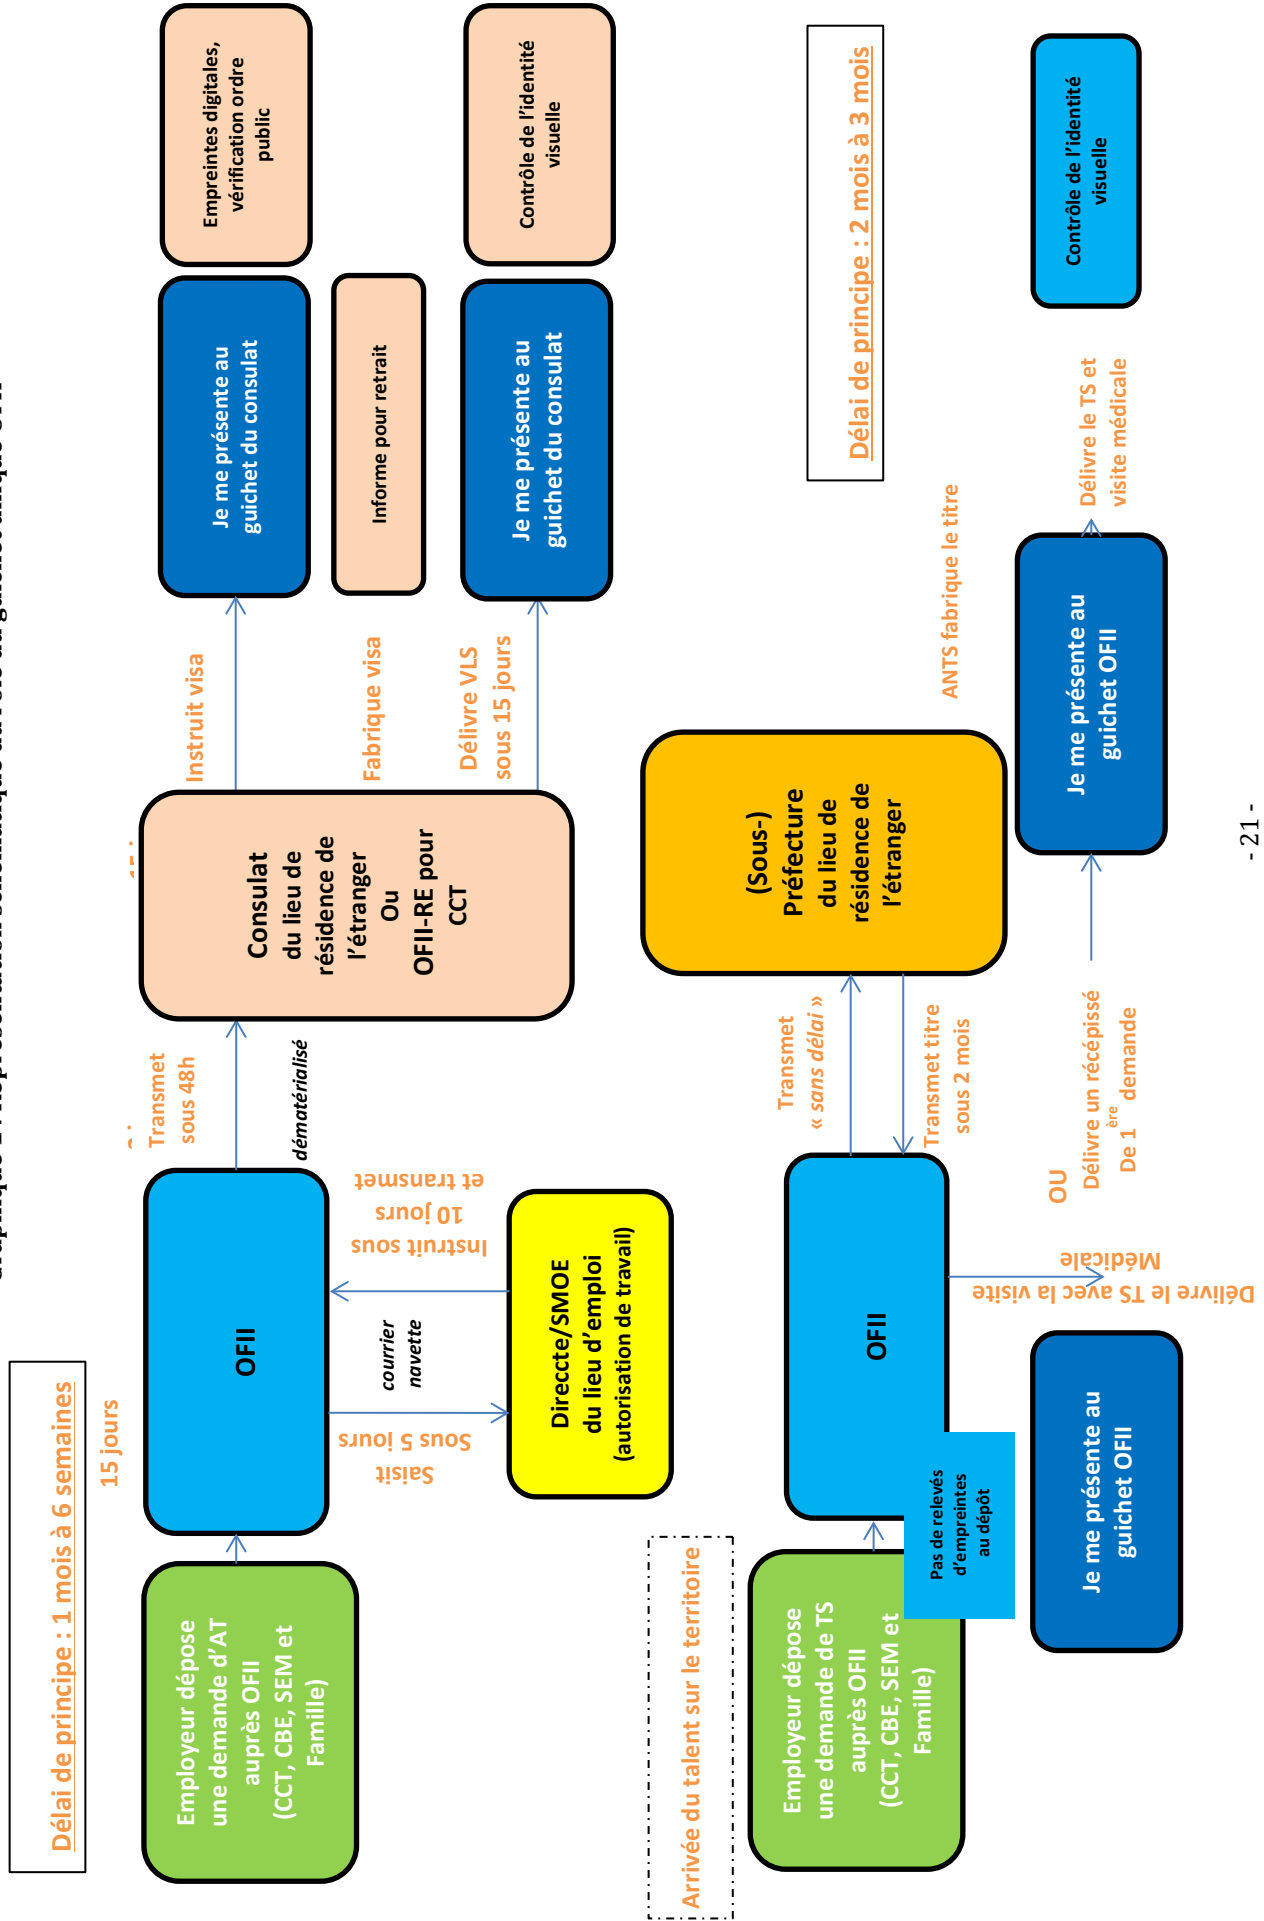 Délai de principe : 1 mois à 6 semaines
15 jours
Employeur dépose
une demande d’AT
auprès OFII
(CCT, CBE, SEM et
Famille)
OFII
Saisit
Sous 5 jours
courrier
navette
Instruit sous
10 jours
et transmet
Directe/SMOE
du lieu d’emploi
(autorisation de travail)
Transmet
sous 48h
dématérialisé
Consulat
du lieu de
résidence de
l’étranger
Ou
OFII-RE pour
CCT
Instruit visa
Fabrique visa
Délivre VLS
sous 15 jours
Je me présente au
guichet du consulat
Informe pour retrait
Je me présente au
guichet du consulat
Empreintes digitales,
vérification ordre
public
Contrôle de l’identité
visuelle
Arrivée du talent sur le territoire
Délai de principe : 2 mois à 3 mois
Employeur dépose
une demande de TS
auprès OFII
(CCT, CBE, SEM et
Famille)
Pas de relevés
d’empreintes
au dépôt
OFII
Transmet
« sans délai »
Transmet titre
sous 2 mois
(Sous-)
Préfecture
du lieu de
résidence de
l’étranger
ANTS fabrique le titre
Je me présente au
guichet OFII
Délivre le TS avec la visite
Médicale
OU
Délivre un récépissé
De 1ère demande
Je me présente au
guichet OFII
Délivre le TS et
visite médicale
Contrôle de l’identité
visuelle
- 21 -